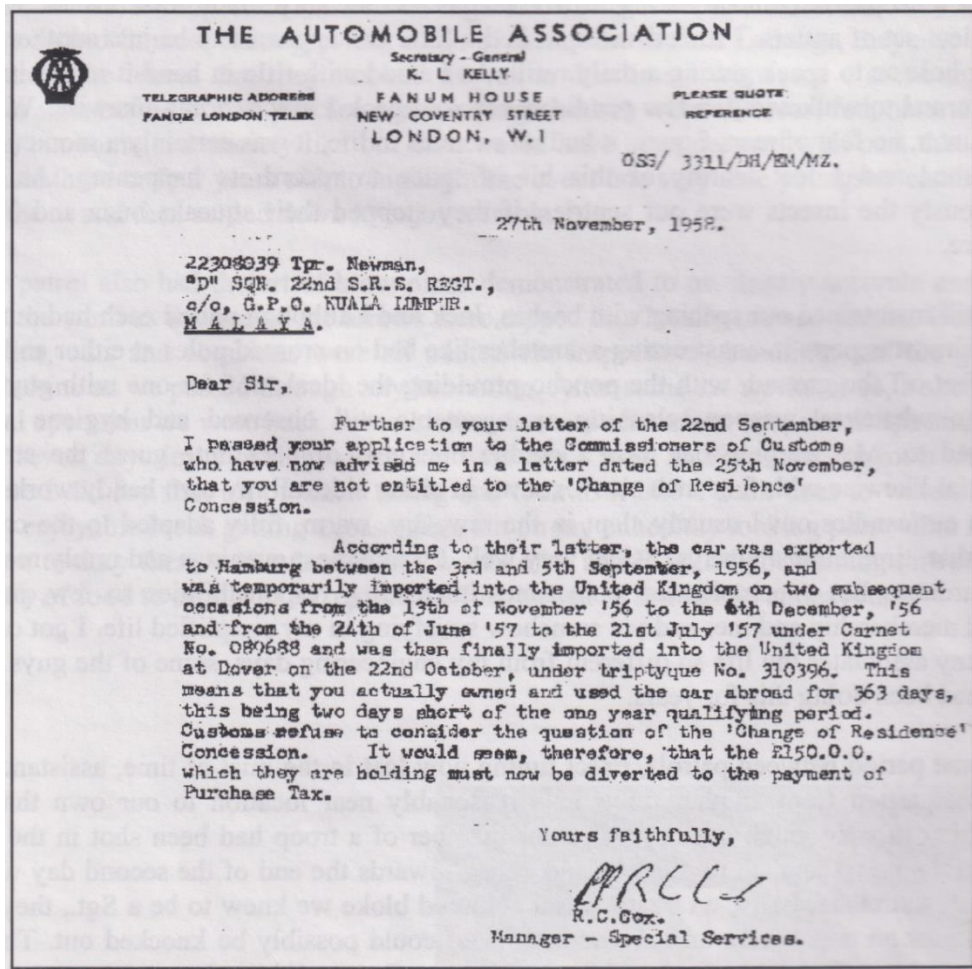 THE AUTOMOBILE ASSOCIATION
Secretary - General
K. L. KELLY
TELEGRAPHIC ADDRESS
FANUM LONDON TELEX
FANUM HOUSE
NEW COVENTRY STREET
LONDON, W.1
PLEASE QUOTE
REFERENCE
OSG/ 3311/DH/EM/MZ.
27th November, 1958.
22308039 Tpr. Newman,
SQN. 22nd S.R.S. REGT.,
c/o. G.P.O. KUALA LUMPUR.
MALAYA.
Dear Sir,
Further to your letter of the 22nd September,
I passed your application to the Commissioners of Customs
who have now advised me in a letter dated the 25th November,
that you are not entitled to the 'Change of
Concession.
According to their letter, the car was exported
to Hamburg between the 3rd and 5th September, 1956, and
was temporarily imported into the United Kingdom on two subsequent
occasions from the 13th of November '56 to the 6th December, '56
and from the 24th of June '57 to the 21st July '57 under Carnet
No. 089688 and was then finally imported into the United Kingdom
at Dover on the 22nd October, under triptyque No. 310396. This
means that you actually owned and used the car abroad for 363 days,
this being two days short of the one year qualifying period.
Customs refuse to consider the question of the 'Change of Residence'
Concession. It would seem, therefore, that the £150.0.0.
which they are holding must now be diverted to the payment of
Purchase Tax.
Yours faithfully,
R.C.Cox.
Manager - Special Services.